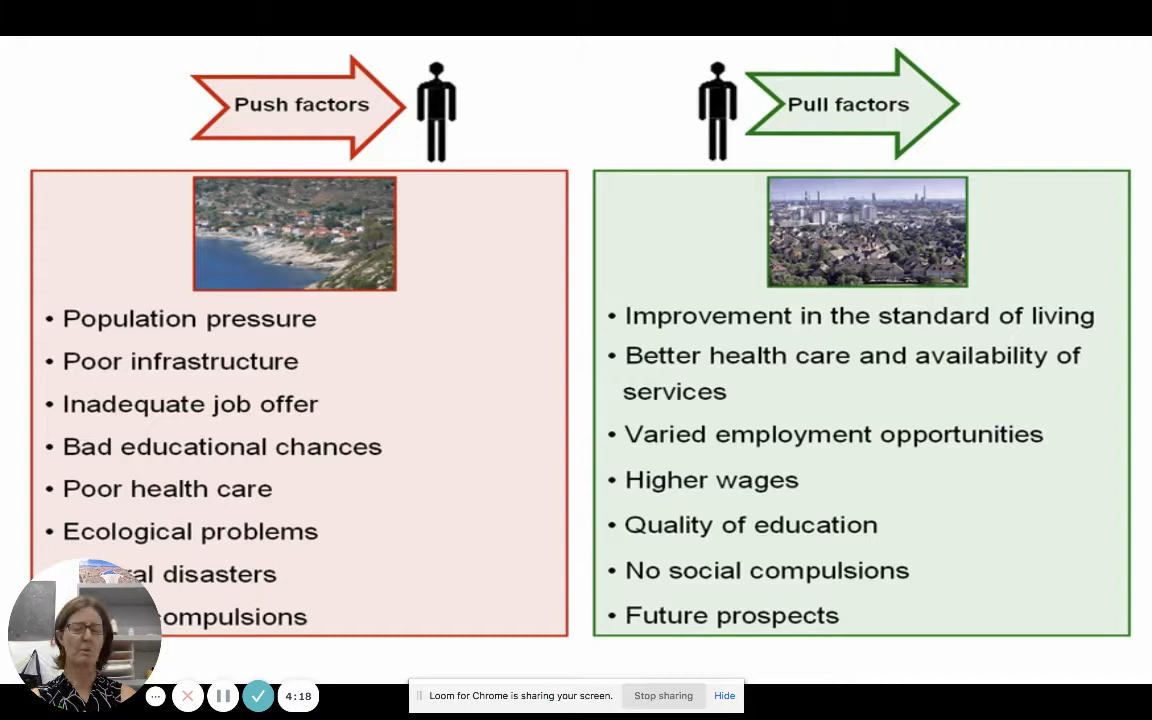 Push factors
Pull factors
• Population pressure
• Poor infrastructure
• Inadequate job offer
• Bad educational chances
• Poor health care
• Ecological problems
disasters
compulsions
• Improvement in the standard of living
• Better health care and availability of
services
• Varied employment opportunities
• Higher wages
• Quality of education
• No social compulsions
• Future prospects
4:18
Loom for Chrome is sharing your screen.
Stop sharing
Hide